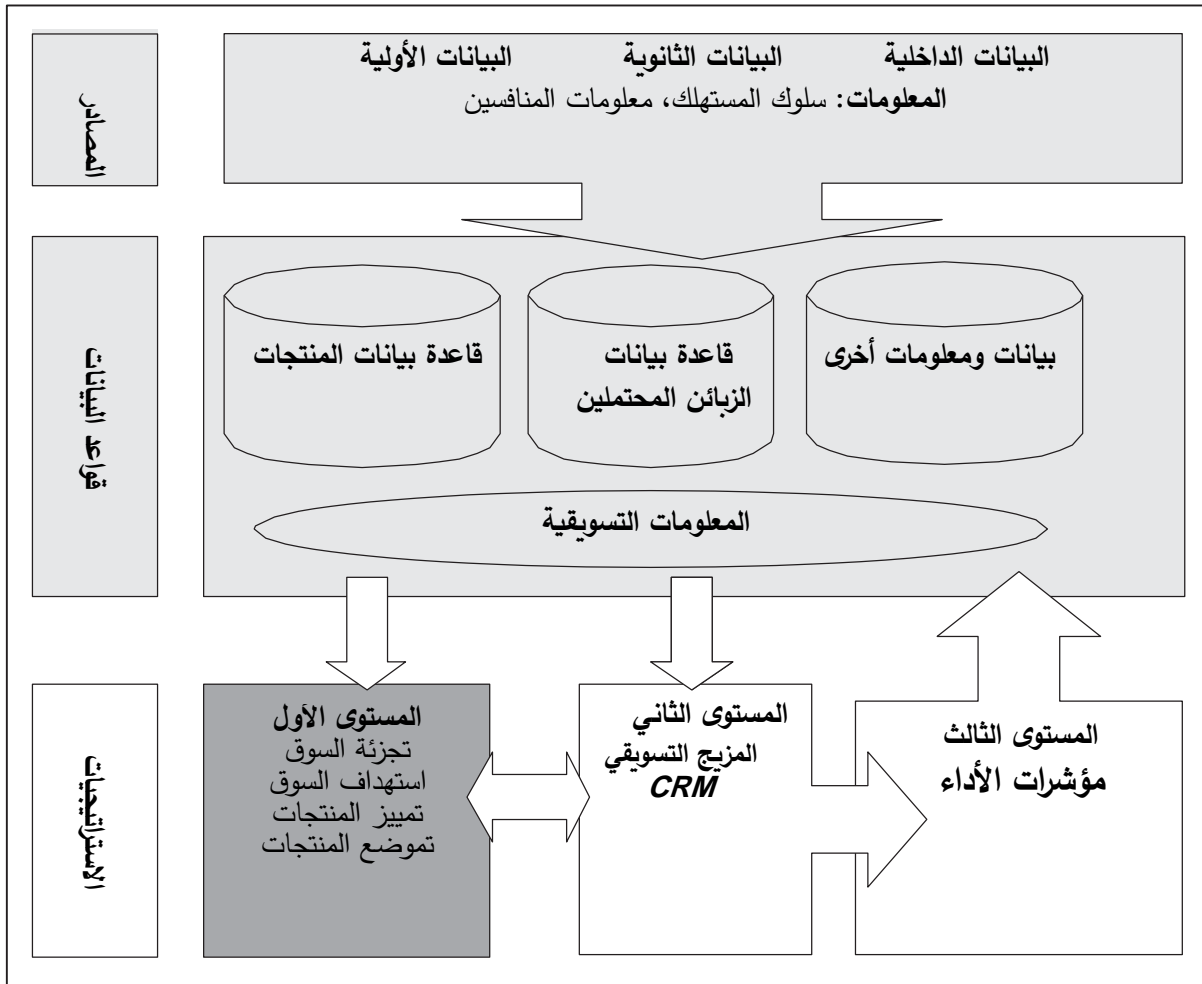 المصادر
البيانات الداخلية البيانات الثانوية البيانات الأولية
المعلومات: سلوك المستهلك، معلومات المنافسين
قواعد البيانات
بيانات ومعلومات أخرى
قاعدة بيانات
الزبائن المحتملين
قاعدة بيانات المنتجات
المعلومات التسويقية
الاستراتيجيات
المستوى الأول
تجزئة السوق
استهداف السوق
تمييز المنتجات
تموضع المنتجات
المستوى الثاني
المزيج التسويقي
CRM
المستوى الثالث
مؤشرات الأداء